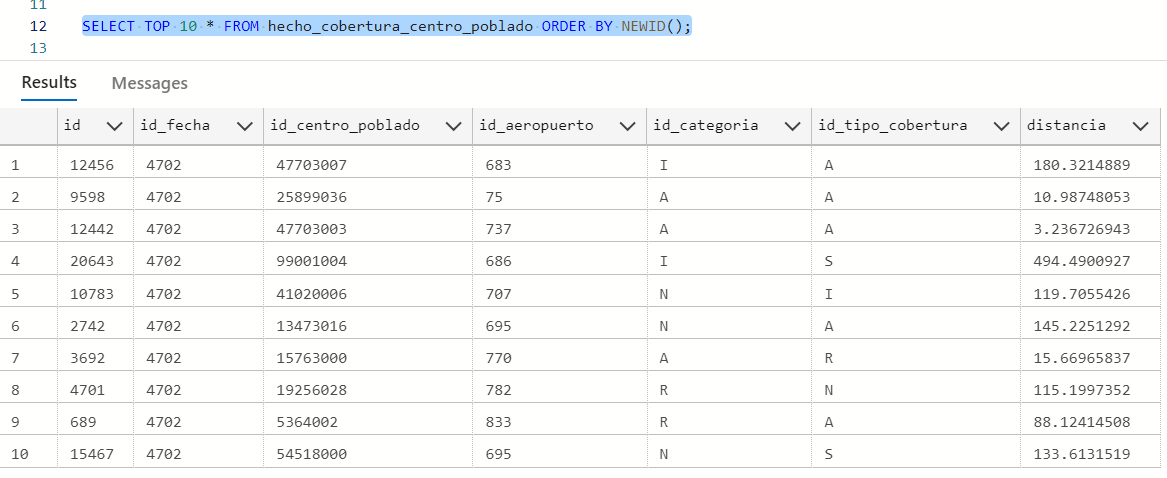 11
12 SELECT TOP 10 * FROM hecho_cobertura_centro_poblado ORDER BY NEWID();
13
Results Messages
id id_fecha id_centro_poblado id_aeropuerto id_categoria id_tipo_cobertura distancia
1 12456 4702 47703007 683 I A 180.3214889
2 9598 4702 25899036 75 A A 10.98748053
3 12442 4702 47703003 737 A A 3.236726943
4 20643 4702 99001004 686 I S 494.4900927
5 10783 4702 41020006 707 N I 119.7055426
6 2742 4702 13473016 695 N A 145.2251292
7 3692 4702 15763000 770 A R 15.66965837
8 4701 4702 19256028 782 R N 115.1997352
9 689 4702 5364002 833 R A 88.12414508
10 15467 4702 54518000 695 N S 133.6131519